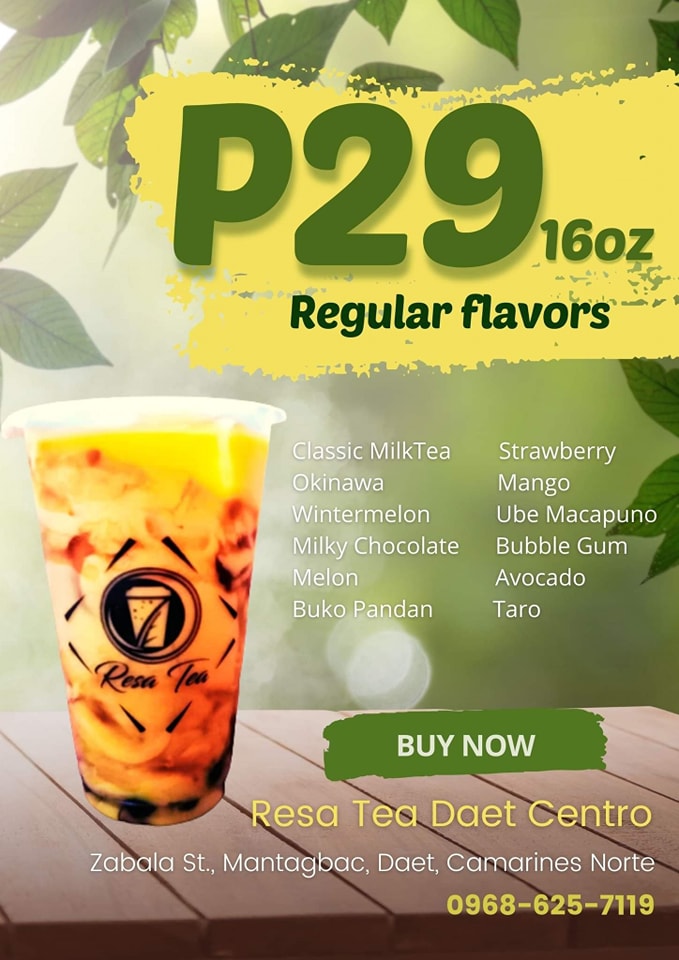 P29
16oz
Regular flavors
Classic MilkTea
Okinawa
Wintermelon
Milky Chocolate
Melon
Buko Pandan
Strawberry
Mango
Ube Macapuno
Bubble Gum
Avocado
Taro
Resa Tea
BUY NOW
Resa Tea Daet Centro
Zabala St., Mantagbac, Daet, Camarines Norte
0968-625-7119